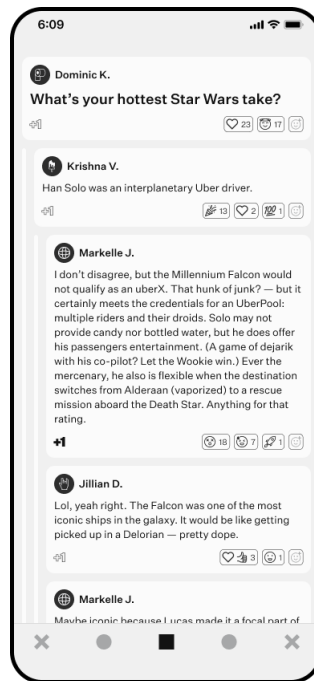 6:09
Dominic K.
What's your hottest Star Wars take?
+1
23 17
Krishna V.
Han Solo was an interplanetary Uber driver.
+1
13 2 100 1
Markelle J.
I don't disagree, but the Millennium Falcon would
not qualify as an uberX. That hunk of junk? — but it
certainly meets the credentials for an UberPool:
multiple riders and their droids. Solo may not
provide candy nor bottled water, but he does offer
his passengers entertainment. (A game of dejarik
with his co-pilot? Let the Wookie win.) Ever the
mercenary, he also is flexible when the destination
switches from Alderaan (vaporized) to a rescue
mission aboard the Death Star. Anything for that
rating.
+1
18 7 1
Jillian D.
Lol, yeah right. The Falcon was one of the most
iconic ships in the galaxy. It would be like getting
picked up in a Delorian — pretty dope.
+1
3 1
Markelle J.
Maybe iconic because Lucas made it a focal part of